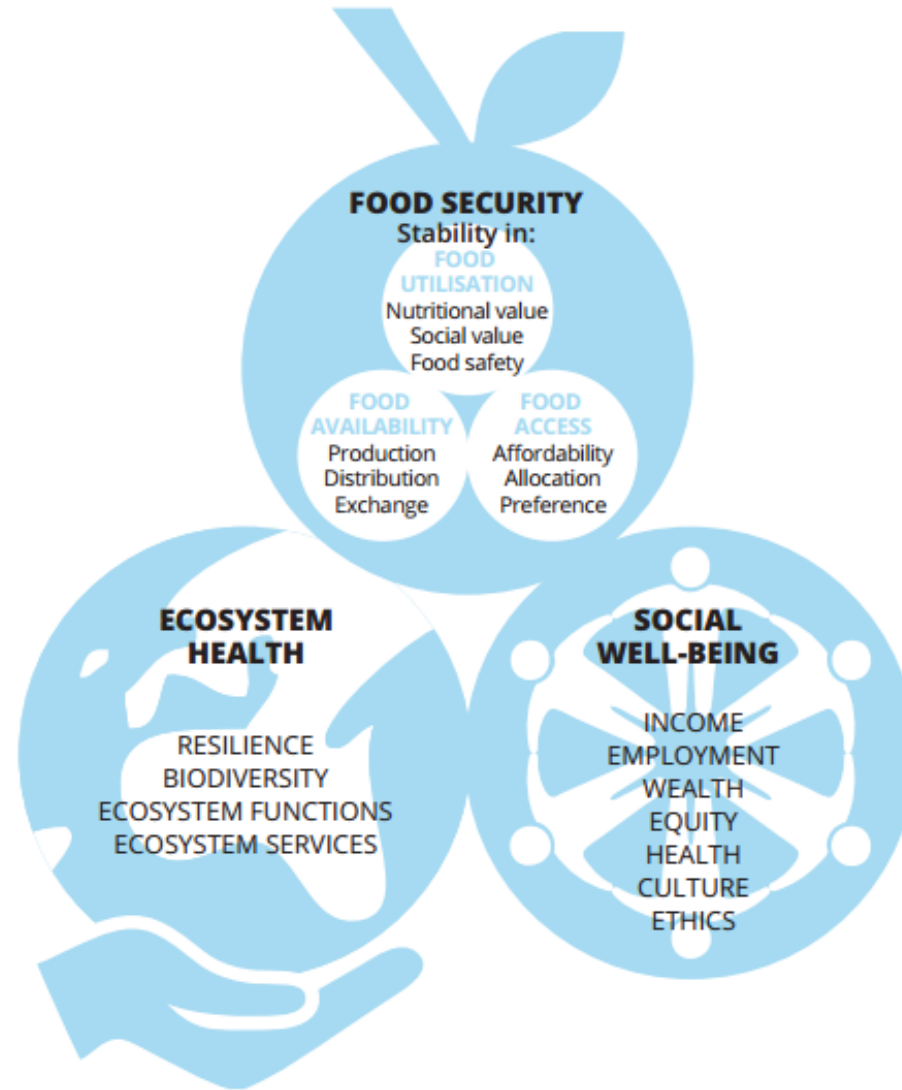 FOOD SECURITY
Stability in:
FOOD
UTILISATION
Nutritional value
Social value
Food safety
FOOD
AVAILABILITY
Production
Distribution
Exchange
FOOD
ACCESS
Affordability
Allocation
Preference
ECOSYSTEM
HEALTH
RESILIENCE
BIODIVERSITY
ECOSYSTEM FUNCTIONS
ECOSYSTEM SERVICES
SOCIAL
WELL-BEING
INCOME
EMPLOYMENT
WEALTH
EQUITY
HEALTH
CULTURE
ETHICS